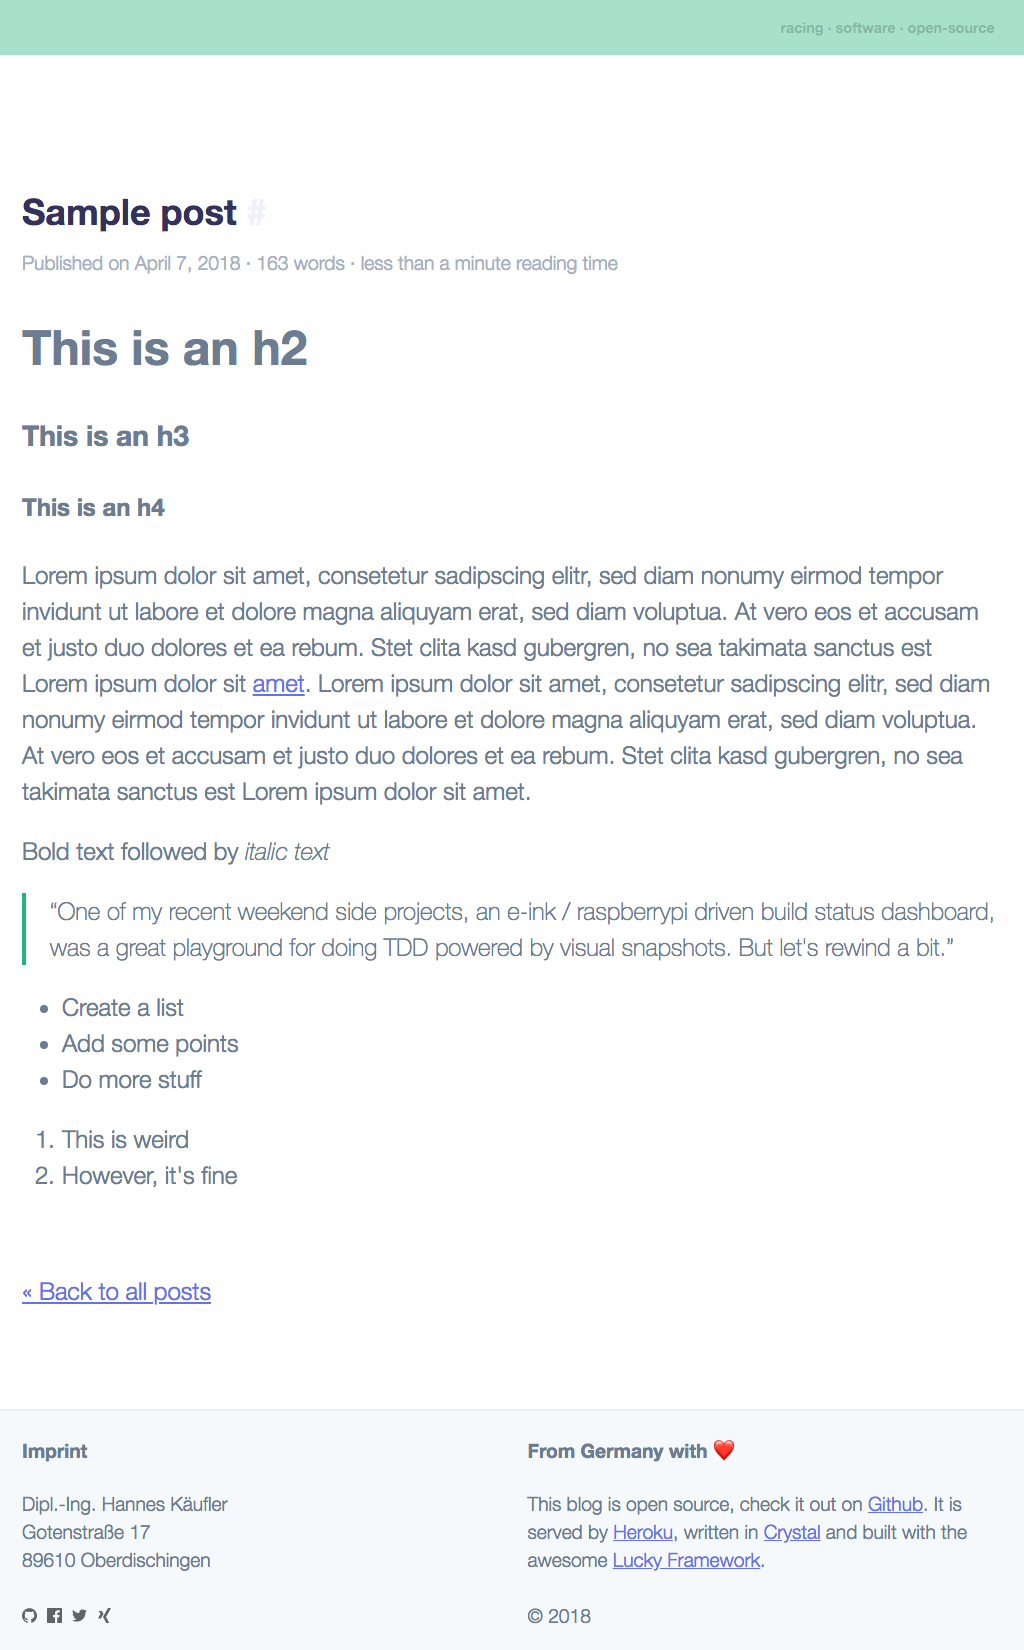 racing · software · open-source
Sample post #
Published on April 7, 2018 · 163 words · less than a minute reading time
This is an h2
This is an h3
This is an h4
Lorem ipsum dolor sit amet, consetetur sadipscing elitr, sed diam nonumy eirmod tempor
invidunt ut labore et dolore magna aliquyam erat, sed diam voluptua. At vero eos et accusam
et justo duo dolores et ea rebum. Stet clita kasd gubergren, no sea takimata sanctus est
Lorem ipsum dolor sit amet. Lorem ipsum dolor sit amet, consetetur sadipscing elitr, sed diam
nonumy eirmod tempor invidunt ut labore et dolore magna aliquyam erat, sed diam voluptua.
At vero eos et accusam et justo duo dolores et ea rebum. Stet clita kasd gubergren, no sea
takimata sanctus est Lorem ipsum dolor sit amet.
Bold text followed by italic text
“One of my recent weekend side projects, an e-ink / raspberrypi driven build status dashboard,
was a great playground for doing TDD powered by visual snapshots. But let's rewind a bit.”
• Create a list
• Add some points
• Do more stuff
1. This is weird
2. However, it's fine
« Back to all posts
Imprint
Dipl.-Ing. Hannes Käufler
Gotenstraße 17
89610 Oberdischingen
From Germany with ❤️
This blog is open source, check it out on Github. It is
served by Heroku, written in Crystal and built with the
awesome Lucky Framework.
© 2018